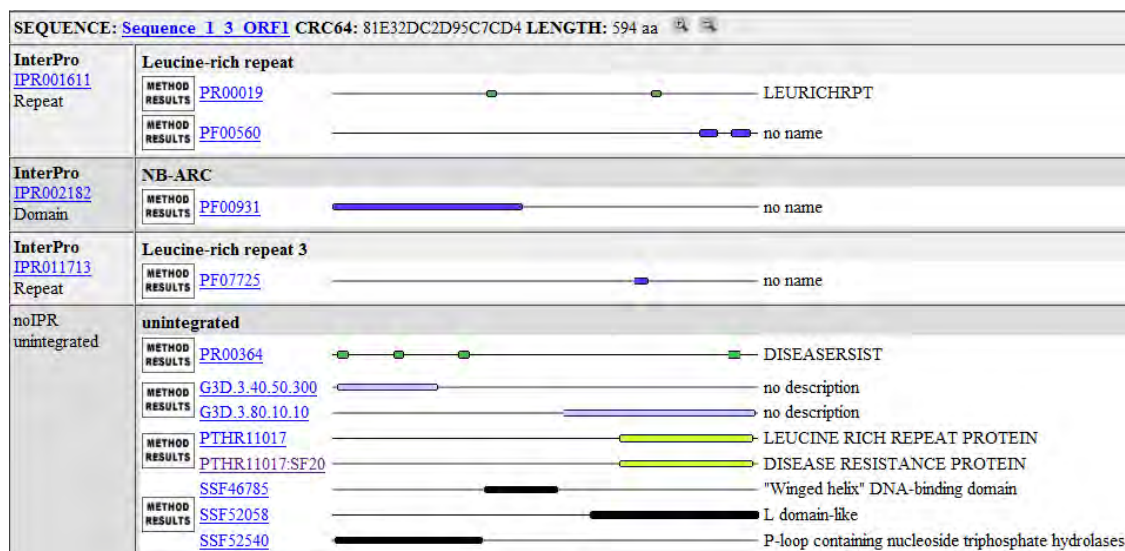 SEQUENCE: Sequence_1_3_ORF1 CRC64: 81E32DC2D95C7CD4 LENGTH: 594 aa
InterPro
IPR001611
Repeat
Leucine-rich repeat
METHOD RESULTS PR00019 LEURICHRPT
METHOD RESULTS PF00560 no name
InterPro
IPR002182
Domain
NB-ARC
METHOD RESULTS PF00931 no name
InterPro
IPR011713
Repeat
Leucine-rich repeat 3
METHOD RESULTS PF07725 no name
noIPR
unintegrated
unintegrated
METHOD RESULTS PR00364 DISEASERSIST
METHOD RESULTS G3D.3.40.50.300 no description
G3D.3.80.10.10 no description
METHOD RESULTS PTHR11017 LEUCINE RICH REPEAT PROTEIN
PTHR11017:SF20 DISEASE RESISTANCE PROTEIN
METHOD RESULTS SSF46785 "Winged helix" DNA-binding domain
SSF52058 L domain-like
SSF52540 P-loop containing nucleoside triphosphate hydrolases